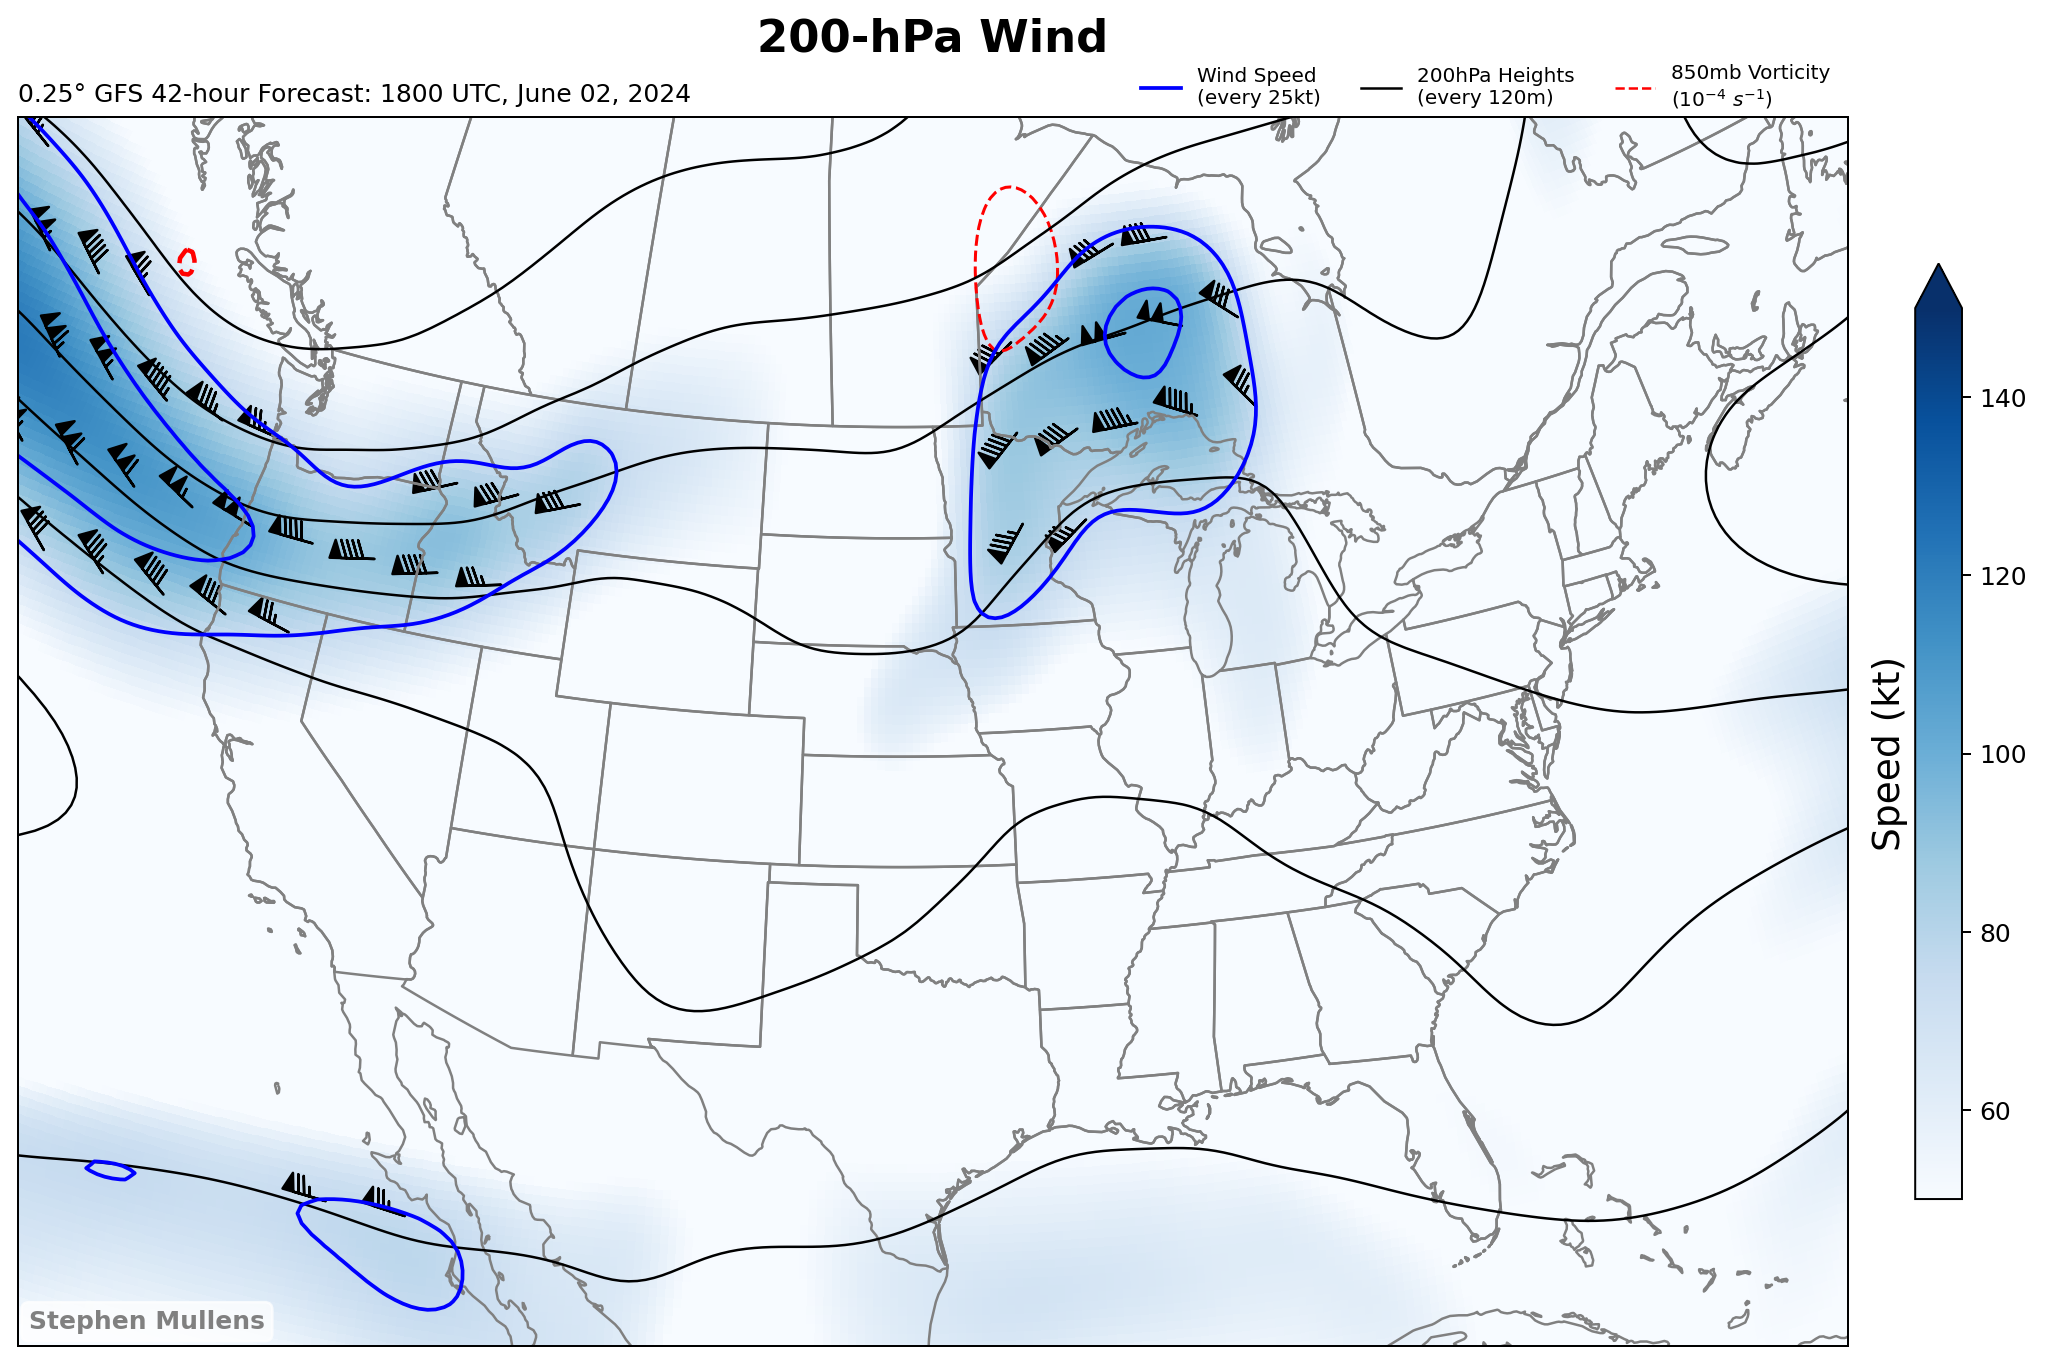 200-hPa Wind
0.25° GFS 42-hour Forecast: 1800 UTC, June 02, 2024
Wind Speed
(every 25kt)
200hPa Heights
(every 120m)
850mb Vorticity
(10⁻⁴ s⁻¹)
140
120
100
80
60
Speed (kt)
Stephen Mullens